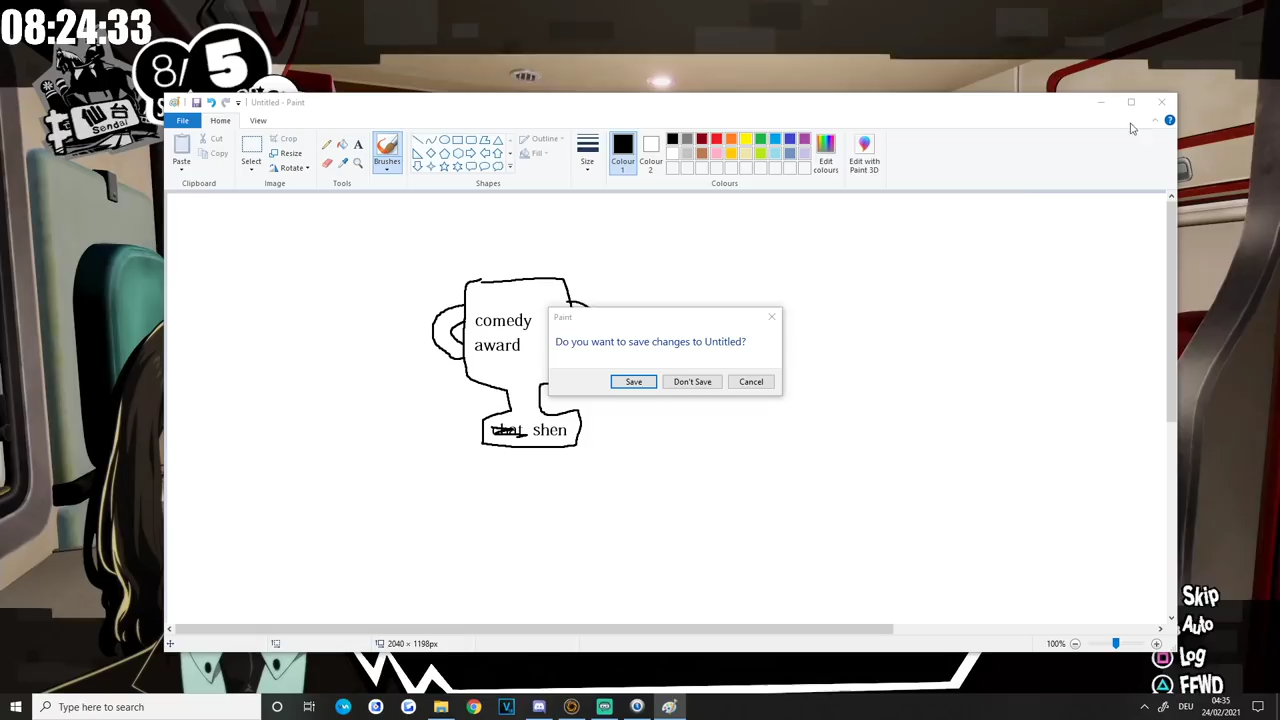 08:24:33
8/5
Sendai
Untitled - Paint
File
Home
View
Paste
Cut
Copy
Clipboard
Select
Crop
Resize
Rotate
Image
Tools
Brushes
Outline
Fill
Shapes
Size
Colour
1
Colour
2
Edit
colours
Colours
Edit with
Paint 3D
comedy
award
chat shen
Paint
Do you want to save changes to Untitled?
Save
Don't Save
Cancel
2040 × 1198px
100%
Skip
Auto
Log
FFWD
Type here to search
DEU
04:35
24/02/2021